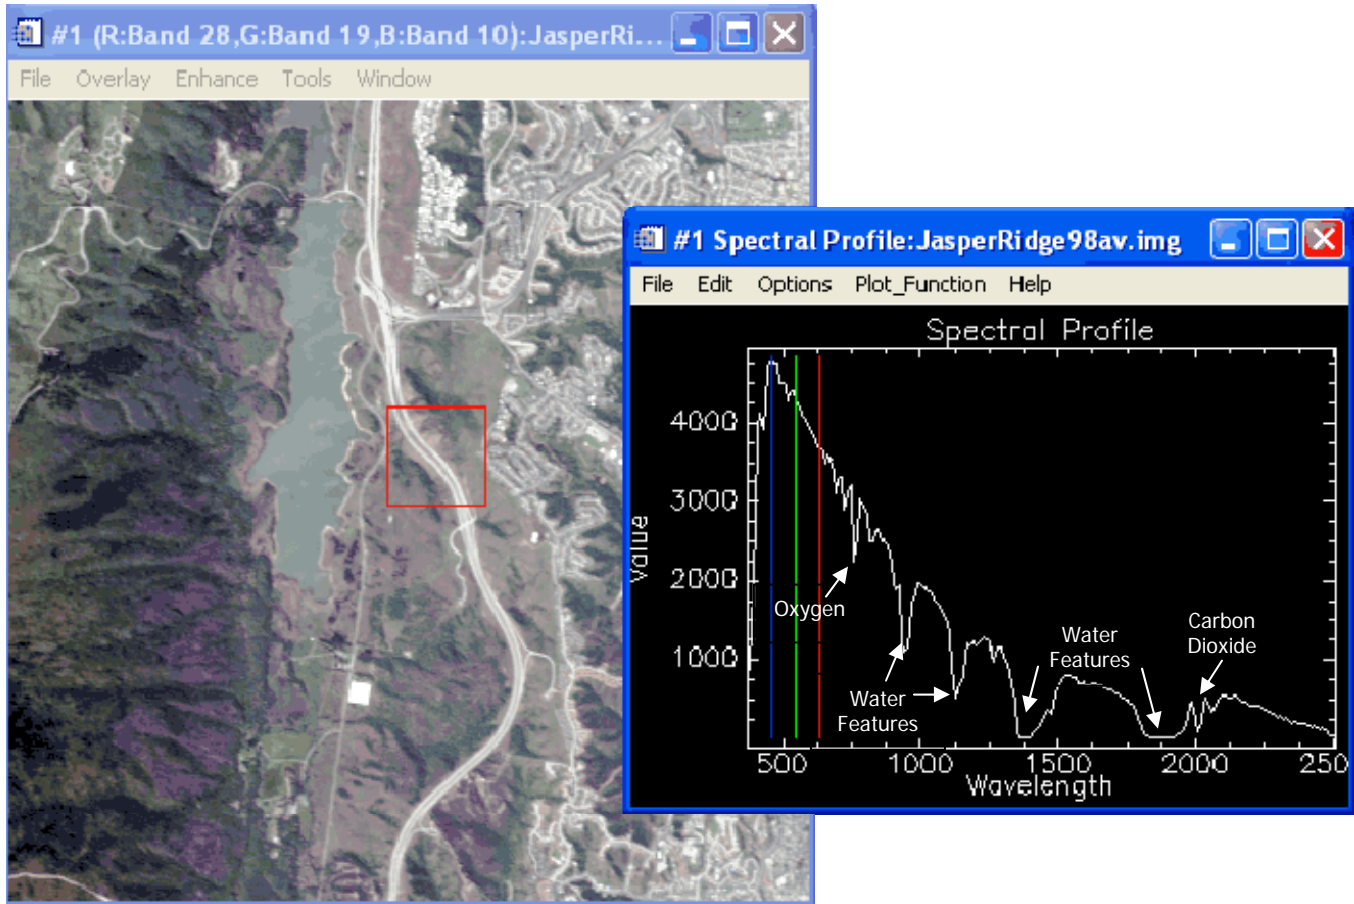 #1 (R:Band 28,G:Band 19,B:Band 10):JasperRi...
File Overlay Enhance Tools Window
#1 Spectral Profile:JasperRidge98av.img
File Edit Options Plot_Function Help
Spectral Profile
4000
3000
2000
1000
Value
Oxygen
Water
Features
Water
Features
Carbon
Dioxide
500 1000 1500 2000 250
Wavelength